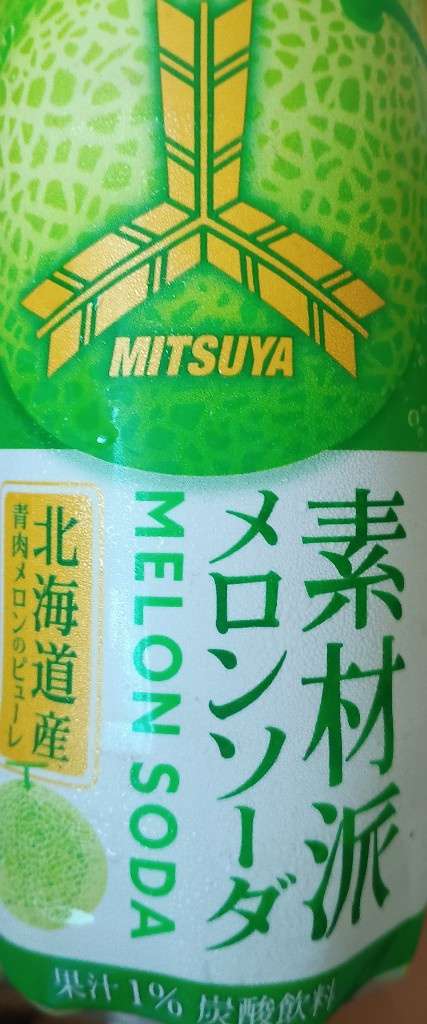 MITSUYA
素材派
メロンソーダ
MELON SODA
北海道産
青肉メロンのピューレ
果汁1% 炭酸飲料